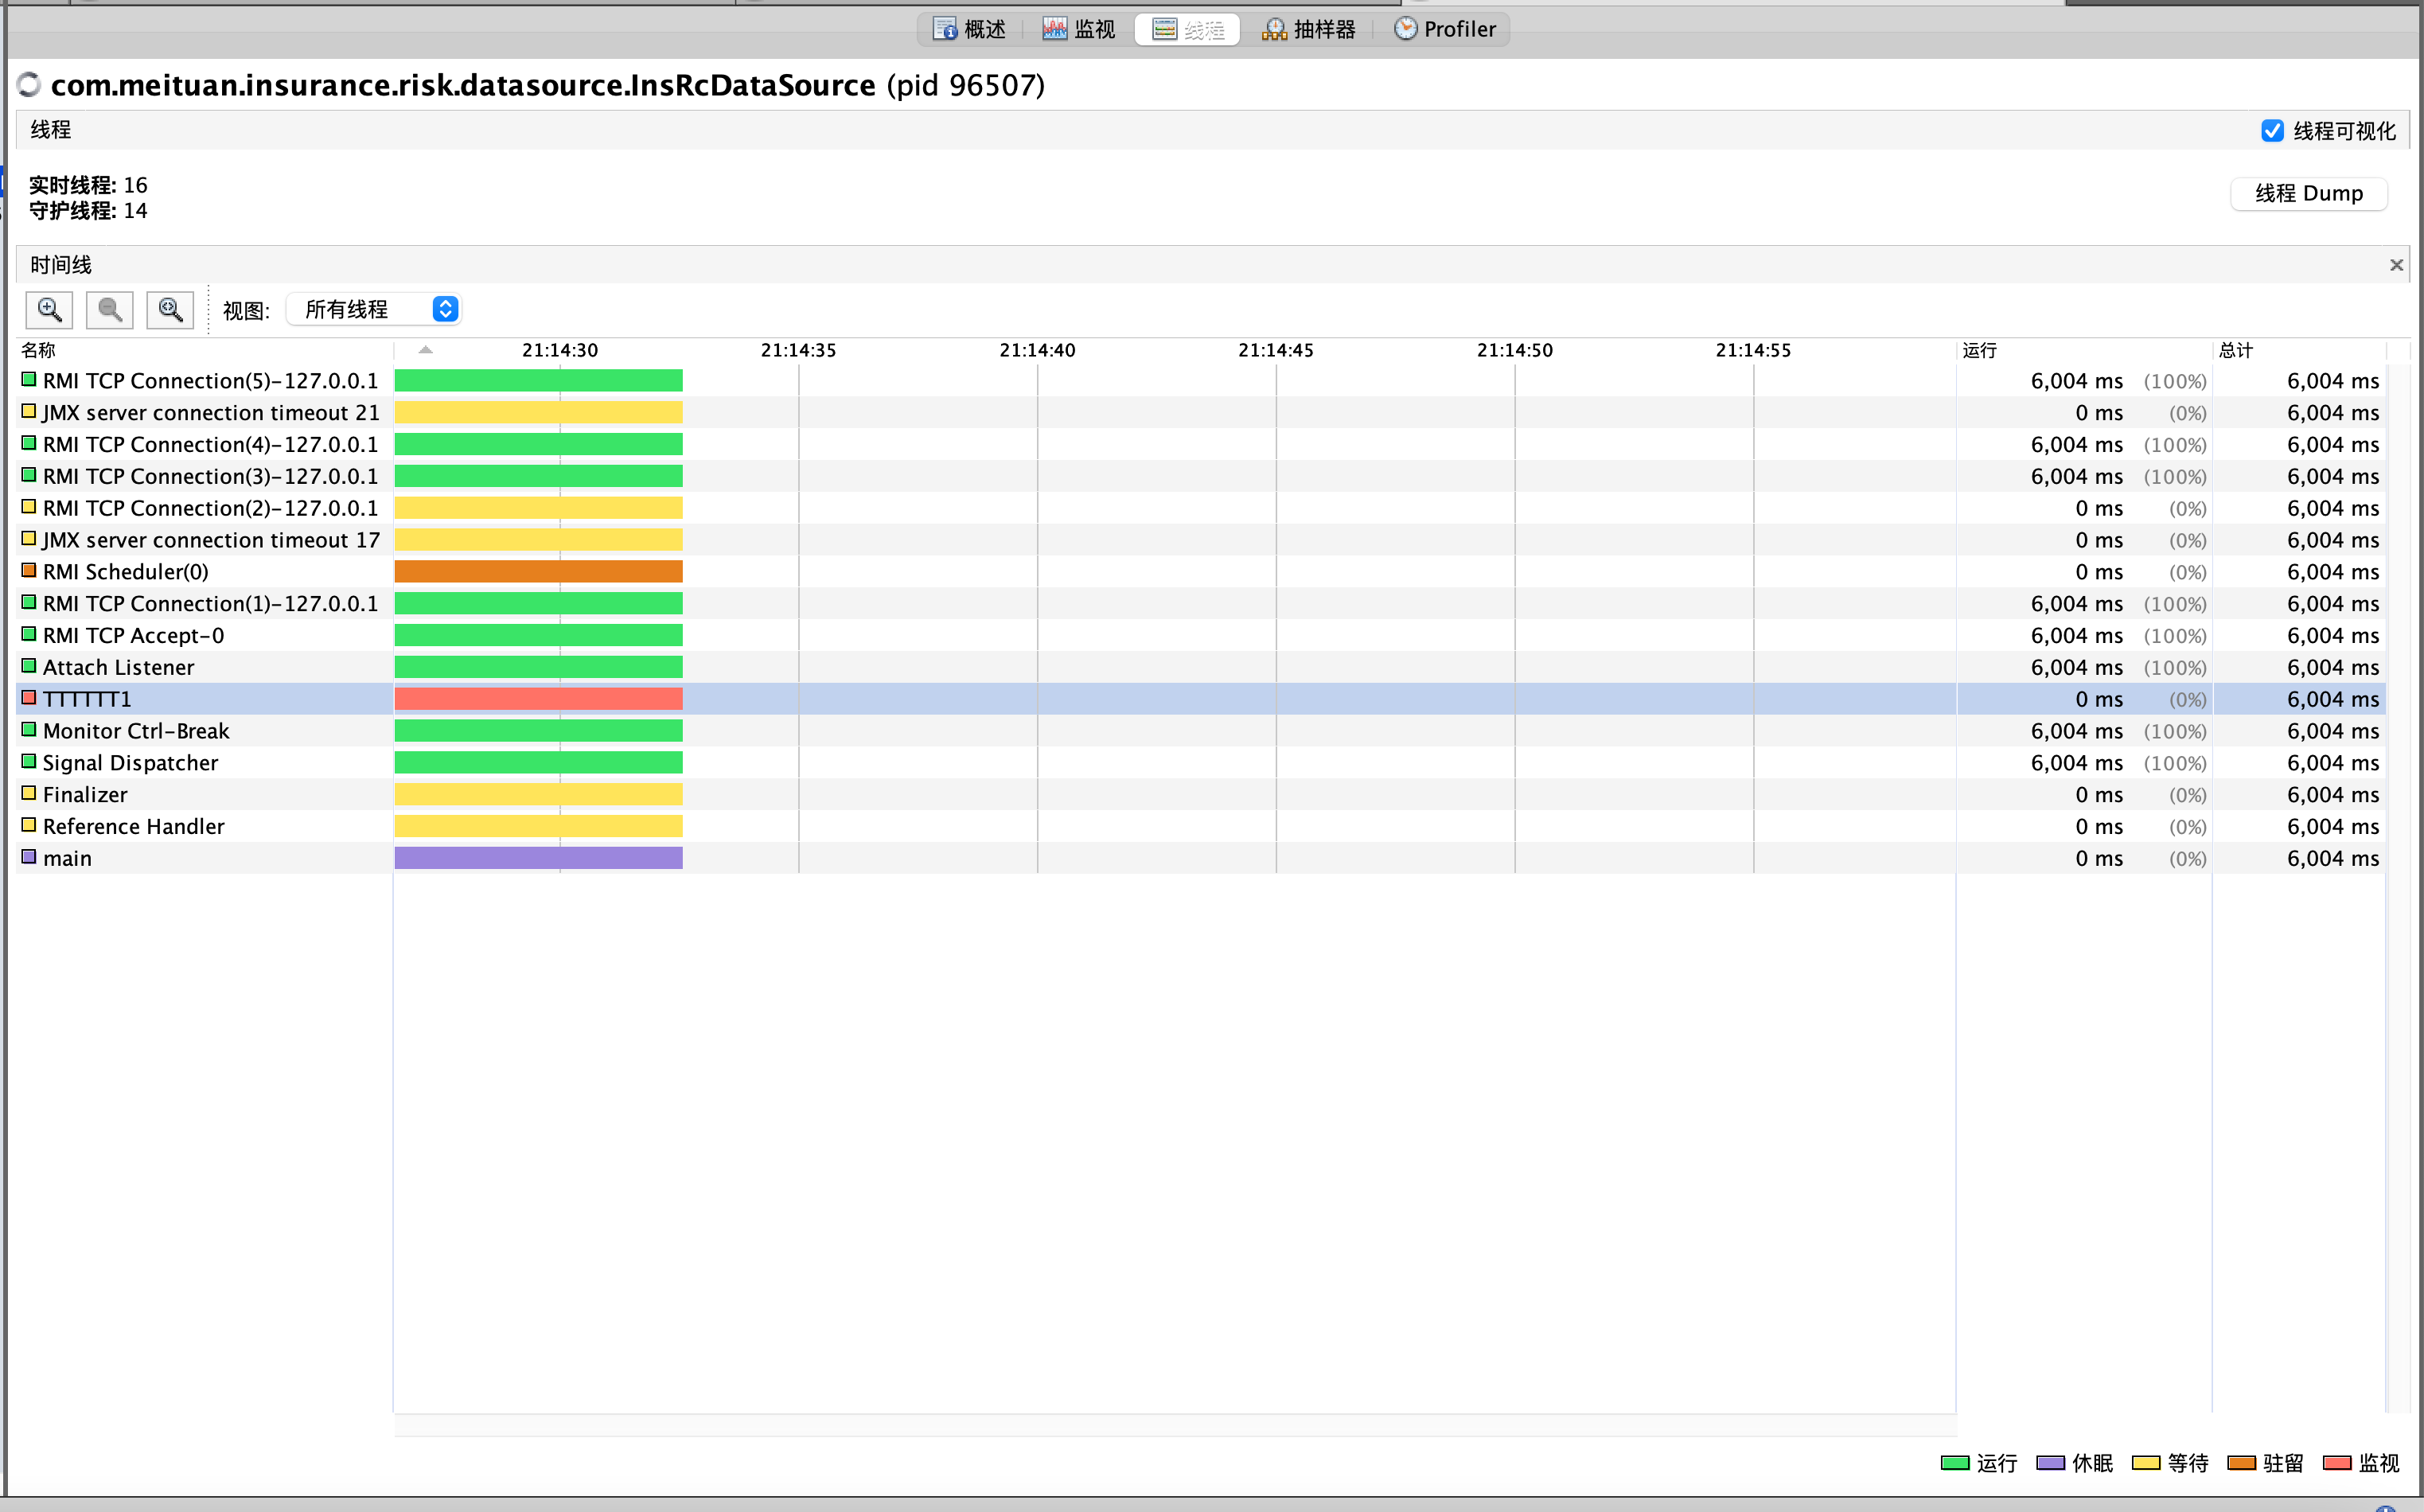 概述 监视 线程 抽样器 Profiler
com.meituan.insurance.risk.datasource.InsRcDataSource (pid 96507)
线程 线程可视化
实时线程: 16
守护线程: 14
线程 Dump
时间线
视图: 所有线程
名称 21:14:30 21:14:35 21:14:40 21:14:45 21:14:50 21:14:55 运行 总计
RMI TCP Connection(5)-127.0.0.1 6,004 ms (100%) 6,004 ms
JMX server connection timeout 21 0 ms (0%) 6,004 ms
RMI TCP Connection(4)-127.0.0.1 6,004 ms (100%) 6,004 ms
RMI TCP Connection(3)-127.0.0.1 6,004 ms (100%) 6,004 ms
RMI TCP Connection(2)-127.0.0.1 0 ms (0%) 6,004 ms
JMX server connection timeout 17 0 ms (0%) 6,004 ms
RMI Scheduler(0) 0 ms (0%) 6,004 ms
RMI TCP Connection(1)-127.0.0.1 6,004 ms (100%) 6,004 ms
RMI TCP Accept-0 6,004 ms (100%) 6,004 ms
Attach Listener 6,004 ms (100%) 6,004 ms
TTTTTT1 0 ms (0%) 6,004 ms
Monitor Ctrl-Break 6,004 ms (100%) 6,004 ms
Signal Dispatcher 6,004 ms (100%) 6,004 ms
Finalizer 0 ms (0%) 6,004 ms
Reference Handler 0 ms (0%) 6,004 ms
main 0 ms (0%) 6,004 ms
运行 休眠 等待 驻留 监视